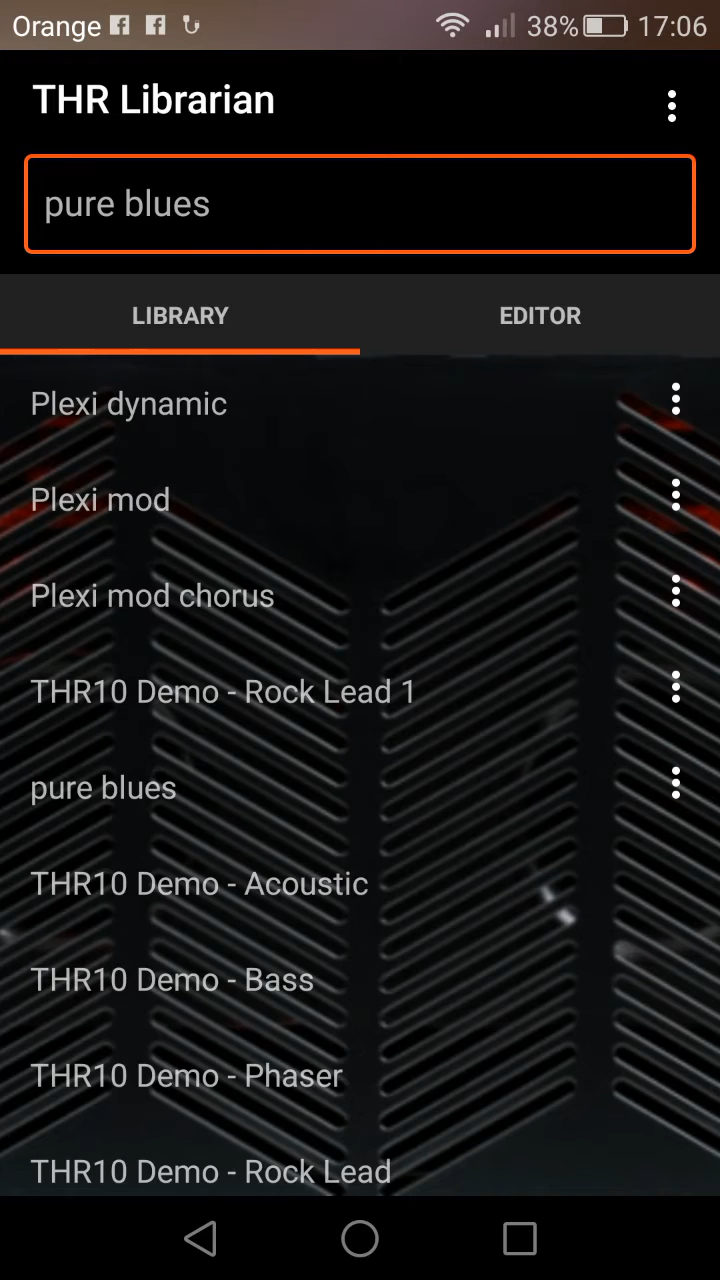 Orange 38% 17:06
THR Librarian
pure blues
LIBRARY EDITOR
Plexi dynamic
Plexi mod
Plexi mod chorus
THR10 Demo - Rock Lead 1
pure blues
THR10 Demo - Acoustic
THR10 Demo - Bass
THR10 Demo - Phaser
THR10 Demo - Rock Lead